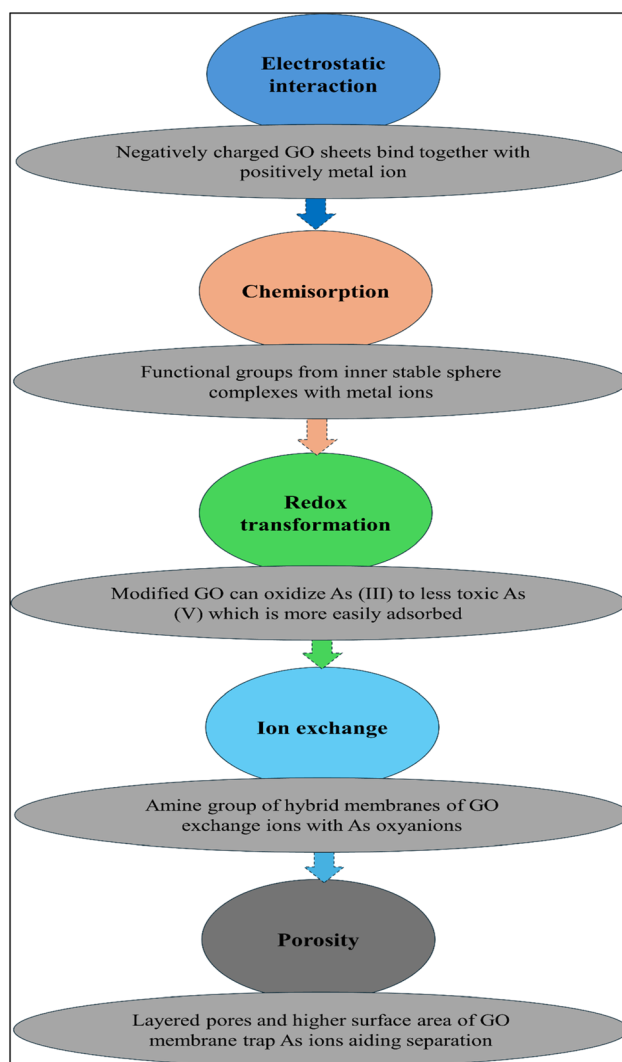 Electrostatic
interaction
Negatively charged GO sheets bind together with
positively metal ion
Chemisorption
Functional groups from inner stable sphere
complexes with metal ions
Redox
transformation
Modified GO can oxidize As (III) to less toxic As
(V) which is more easily adsorbed
Ion exchange
Amine group of hybrid membranes of GO
exchange ions with As oxyanions
Porosity
Layered pores and higher surface area of GO
membrane trap As ions aiding separation